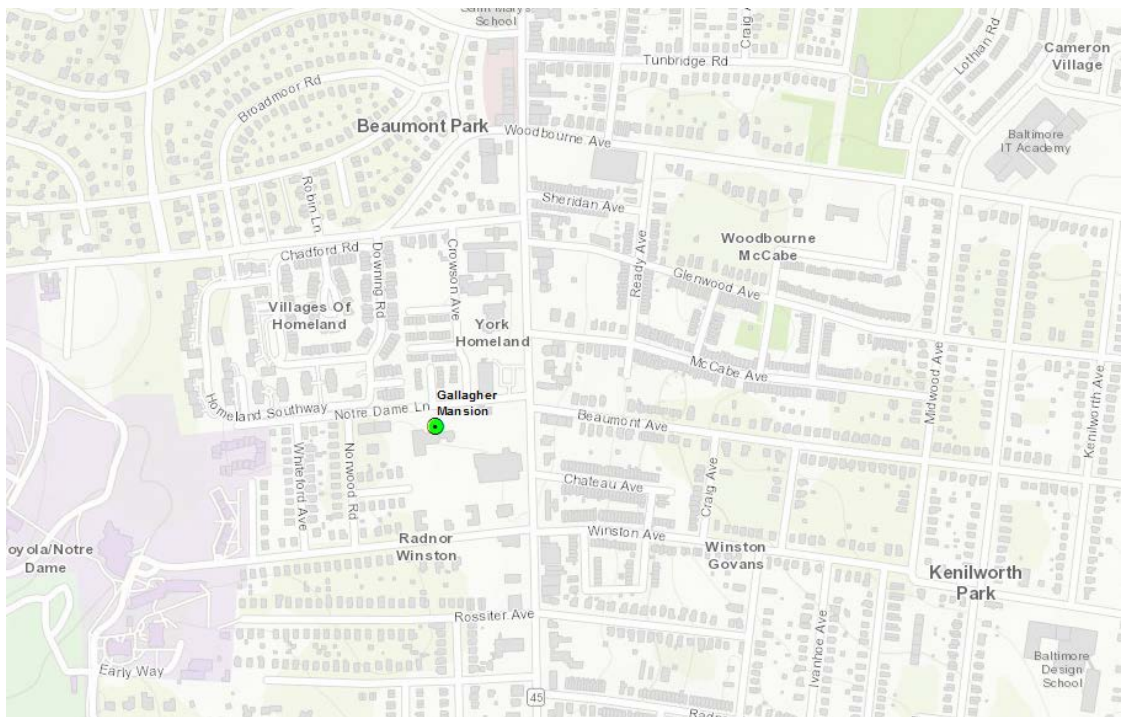 Saint Mary's
School
Tunbridge Rd
Craig Ave
Lothian Rd
Cameron
Village
Broadmoor Rd
Beaumont Park
Woodbourne Ave
Baltimore
IT Academy
Robin Ln
Sheridan Ave
Chadford Rd
Downing Rd
Crowson Ave
Ready Ave
Woodbourne
McCabe
Glenwood Ave
Villages Of
Homeland
York
Homeland
McCabe Ave
Midwood Ave
Kenilworth Ave
Homeland Southway
Notre Dame Ln
Gallagher
Mansion
Beaumont Ave
Whiteford Ave
Norwood Rd
Chateau Ave
Craig Ave
Radnor
Winston
Winston Ave
Winston
Govans
oyola/Notre
Dame
Kenilworth
Park
Rossiter Ave
Ivanhoe Ave
Early Way
Baltimore
Design
School
45
Radn